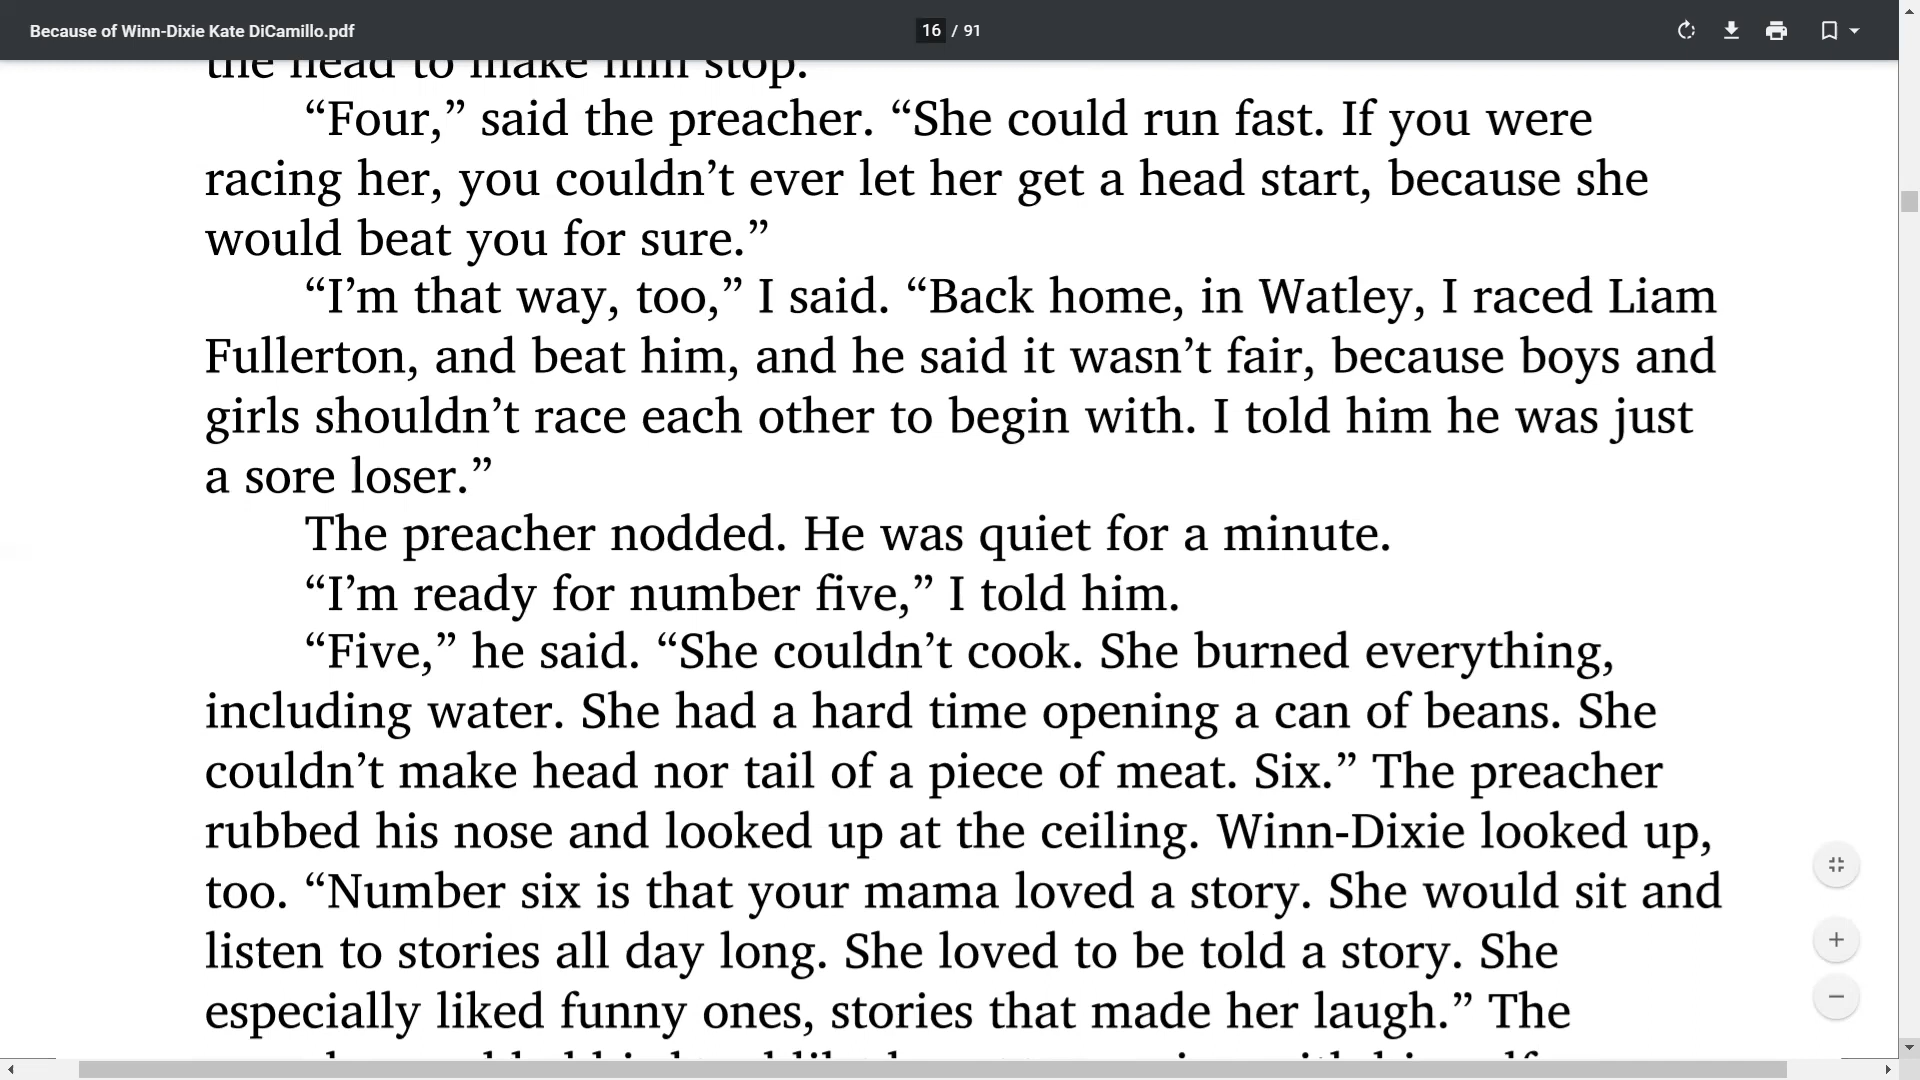 Because of Winn-Dixie Kate DiCamillo.pdf
16 / 91
the head to make him stop.
“Four,” said the preacher. “She could run fast. If you were
racing her, you couldn’t ever let her get a head start, because she
would beat you for sure.”
“I’m that way, too,” I said. “Back home, in Watley, I raced Liam
Fullerton, and beat him, and he said it wasn’t fair, because boys and
girls shouldn’t race each other to begin with. I told him he was just
a sore loser.”
The preacher nodded. He was quiet for a minute.
“I’m ready for number five,” I told him.
“Five,” he said. “She couldn’t cook. She burned everything,
including water. She had a hard time opening a can of beans. She
couldn’t make head nor tail of a piece of meat. Six.” The preacher
rubbed his nose and looked up at the ceiling. Winn-Dixie looked up,
too. “Number six is that your mama loved a story. She would sit and
listen to stories all day long. She loved to be told a story. She
especially liked funny ones, stories that made her laugh.” The